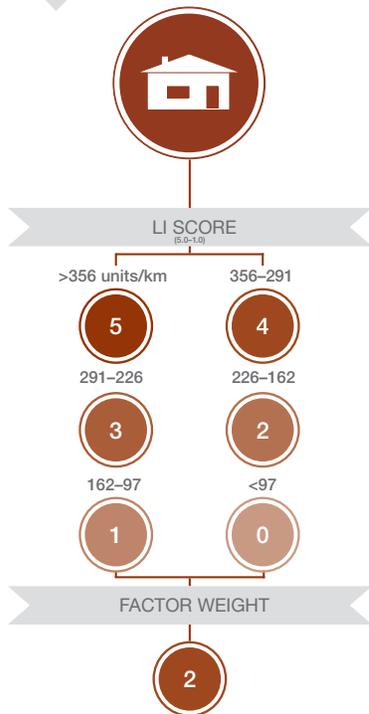 LI SCORE
(5.0–1.0)
>356 units/km 356–291
5 4
291–226 226–162
3 2
162–97 <97
1 0
FACTOR WEIGHT
2